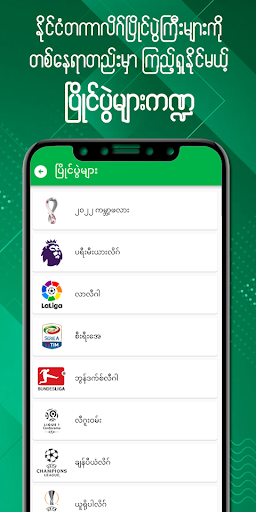 နိုင်ငံတကာလိဂ်ပြိုင်ပွဲကြီးများကို
တစ်နေရာတည်းမှာ ကြည့်ရှုနိုင်မယ့်
ပြိုင်ပွဲများကဏ္ဍ
ပြိုင်ပွဲများ
၂၀၂၂ ကမ္ဘာ့ဖလား
ပရီးမီးယားလိဂ်
LaLiga
လာလီဂါ
SERIE A
TIM
စီးရီးအေ
BUNDESLIGA
ဘွန်ဒက်စ်လီဂါ
LIGUE 1
Conforama
လီဂူးဝမ်း
CHAMPIONS
LEAGUE
ချန်ပီယံလိဂ်
ယူရိုပါလိဂ်